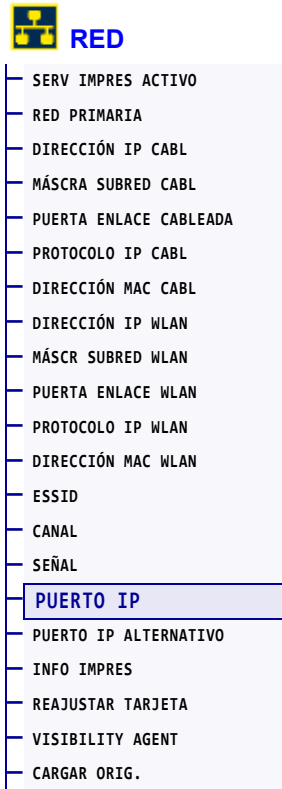 RED
SERV IMPRES ACTIVO
RED PRIMARIA
DIRECCIÓN IP CABL
MÁSCRA SUBRED CABL
PUERTA ENLACE CABLEADA
PROTOCOLO IP CABL
DIRECCIÓN MAC CABL
DIRECCIÓN IP WLAN
MÁSCR SUBRED WLAN
PUERTA ENLACE WLAN
PROTOCOLO IP WLAN
DIRECCIÓN MAC WLAN
ESSID
CANAL
SEÑAL
PUERTO IP
PUERTO IP ALTERNATIVO
INFO IMPRES
REAJUSTAR TARJETA
VISIBILITY AGENT
CARGAR ORIG.